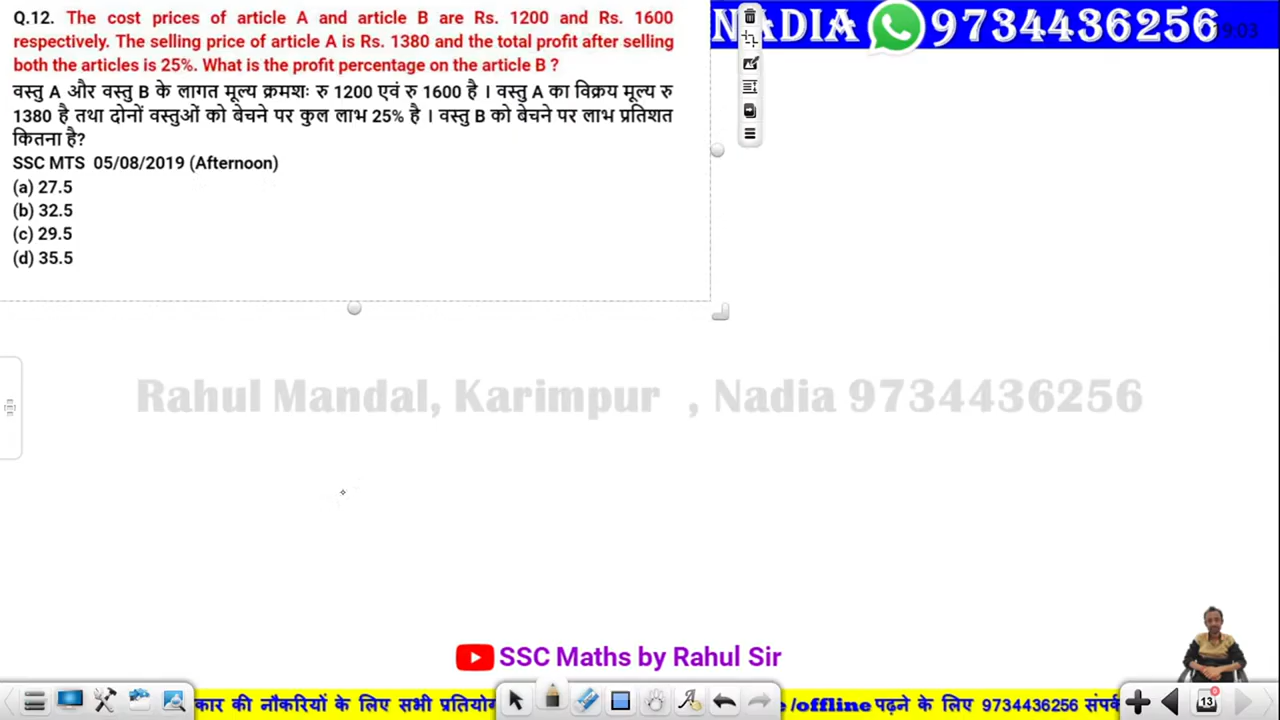 Q.12. The cost prices of article A and article B are Rs. 1200 and Rs. 1600
respectively. The selling price of article A is Rs. 1380 and the total profit after selling
both the articles is 25%. What is the profit percentage on the article B ?
वस्तु A और वस्तु B के लागत मूल्य क्रमशः रु 1200 एवं रु 1600 है । वस्तु A का विक्रय मूल्य रु
1380 है तथा दोनों वस्तुओं को बेचने पर कुल लाभ 25% है । वस्तु B को बेचने पर लाभ प्रतिशत
कितना है?
SSC MTS 05/08/2019 (Afternoon)
(a) 27.5
(b) 32.5
(c) 29.5
(d) 35.5
NADIA 9734436256
Rahul Mandal, Karimpur , Nadia 9734436256
SSC Maths by Rahul Sir
कार की नौकरियों के लिए सभी प्रतियोग
/offline पढ़ने के लिए 9734436256 संपर्क
13